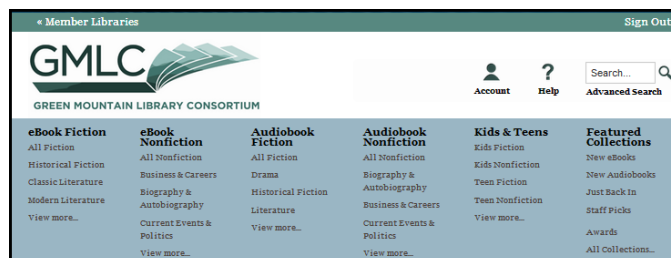 « Member Libraries
Sign Out
GMLC
GREEN MOUNTAIN LIBRARY CONSORTIUM
Account
Help
Search...
Advanced Search
eBook Fiction
All Fiction
Historical Fiction
Classic Literature
Modern Literature
View more...
eBook
Nonfiction
All Nonfiction
Business & Careers
Biography &
Autobiography
Current Events &
Politics
View more...
Audiobook
Fiction
All Fiction
Drama
Historical Fiction
Literature
View more...
Audiobook
Nonfiction
All Nonfiction
Biography &
Autobiography
Business & Careers
Current Events &
Politics
View more...
Kids & Teens
Kids Fiction
Kids Nonfiction
Teen Fiction
Teen Nonfiction
View more...
Featured
Collections
New eBooks
New Audiobooks
Just Back In
Staff Picks
Awards
All Collections...